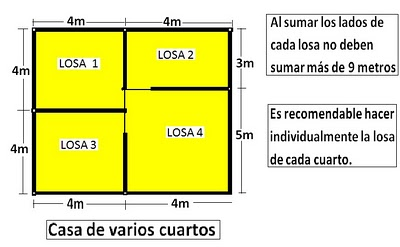 4m 4m
Al sumar los lados de
cada losa no deben
sumar más de 9 metros
4m LOSA 1 LOSA 2 3m
Es recomendable hacer
individualmente la losa
de cada cuarto.
4m LOSA 3 LOSA 4 5m
4m 4m
Casa de varios cuartos